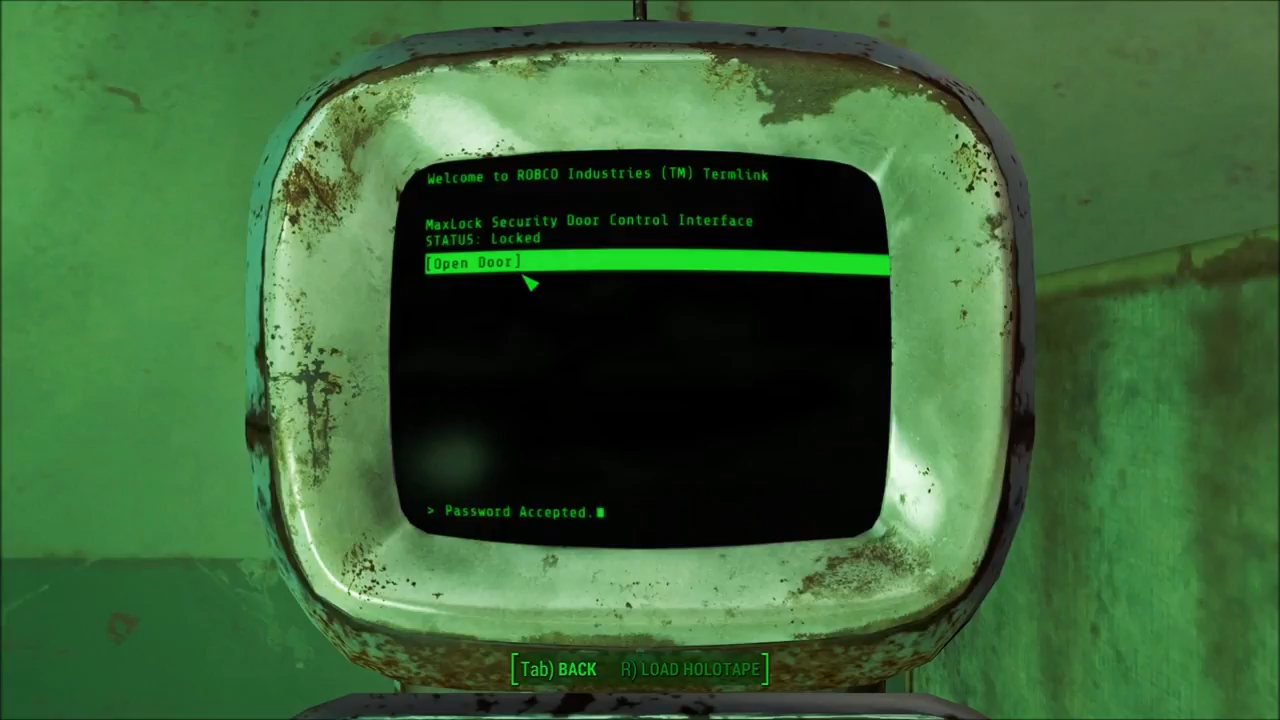 Welcome to ROBCO Industries (TM) Termlink
MaxLock Security Door Control Interface
STATUS: Locked
[Open Door]
> Password Accepted.
[Tab) BACK R) LOAD HOLOTAPE]